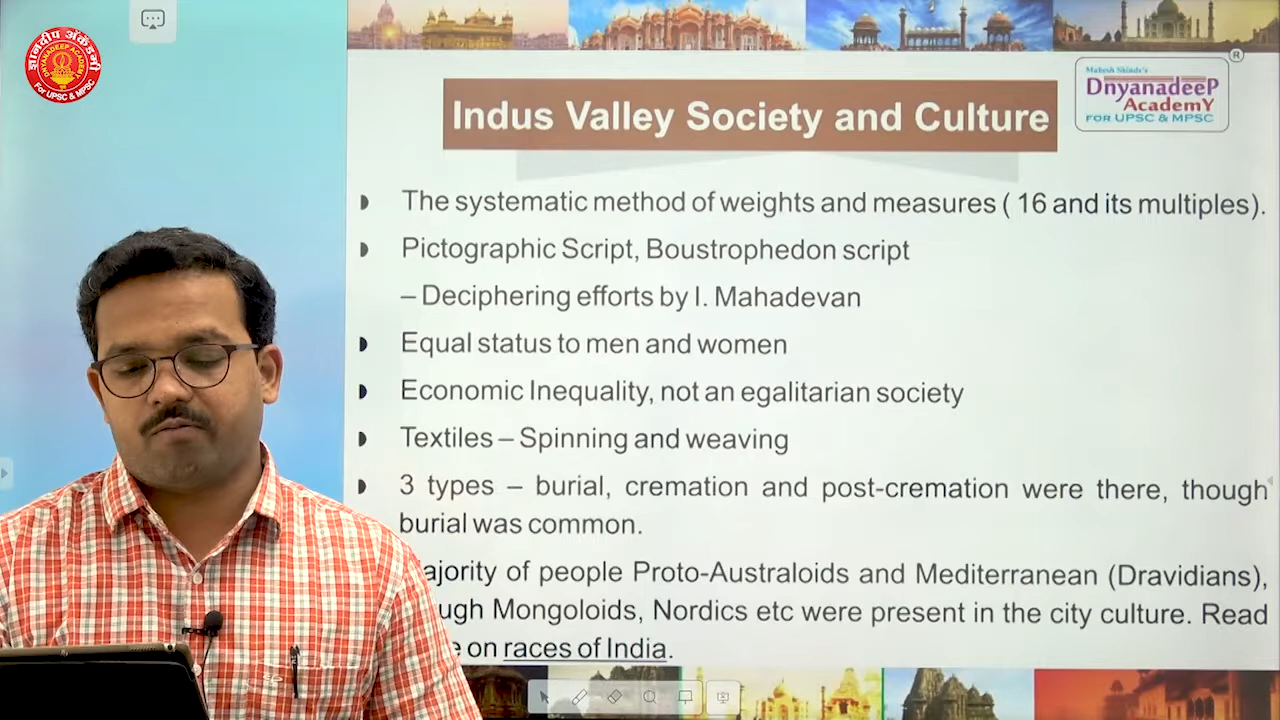 ज्ञानदीप अॅकॅडमी
DNYANADEEP ACADEMY
For UPSC & MPSC
Mahesh Shinde's
DnyanadeeP
AcademY
FOR UPSC & MPSC
®
Indus Valley Society and Culture
The systematic method of weights and measures ( 16 and its multiples).
Pictographic Script, Boustrophedon script
– Deciphering efforts by I. Mahadevan
Equal status to men and women
Economic Inequality, not an egalitarian society
Textiles – Spinning and weaving
3 types – burial, cremation and post-cremation were there, though
burial was common.
ajority of people Proto-Australoids and Mediterranean (Dravidians),
ugh Mongoloids, Nordics etc were present in the city culture. Read
e on races of India.